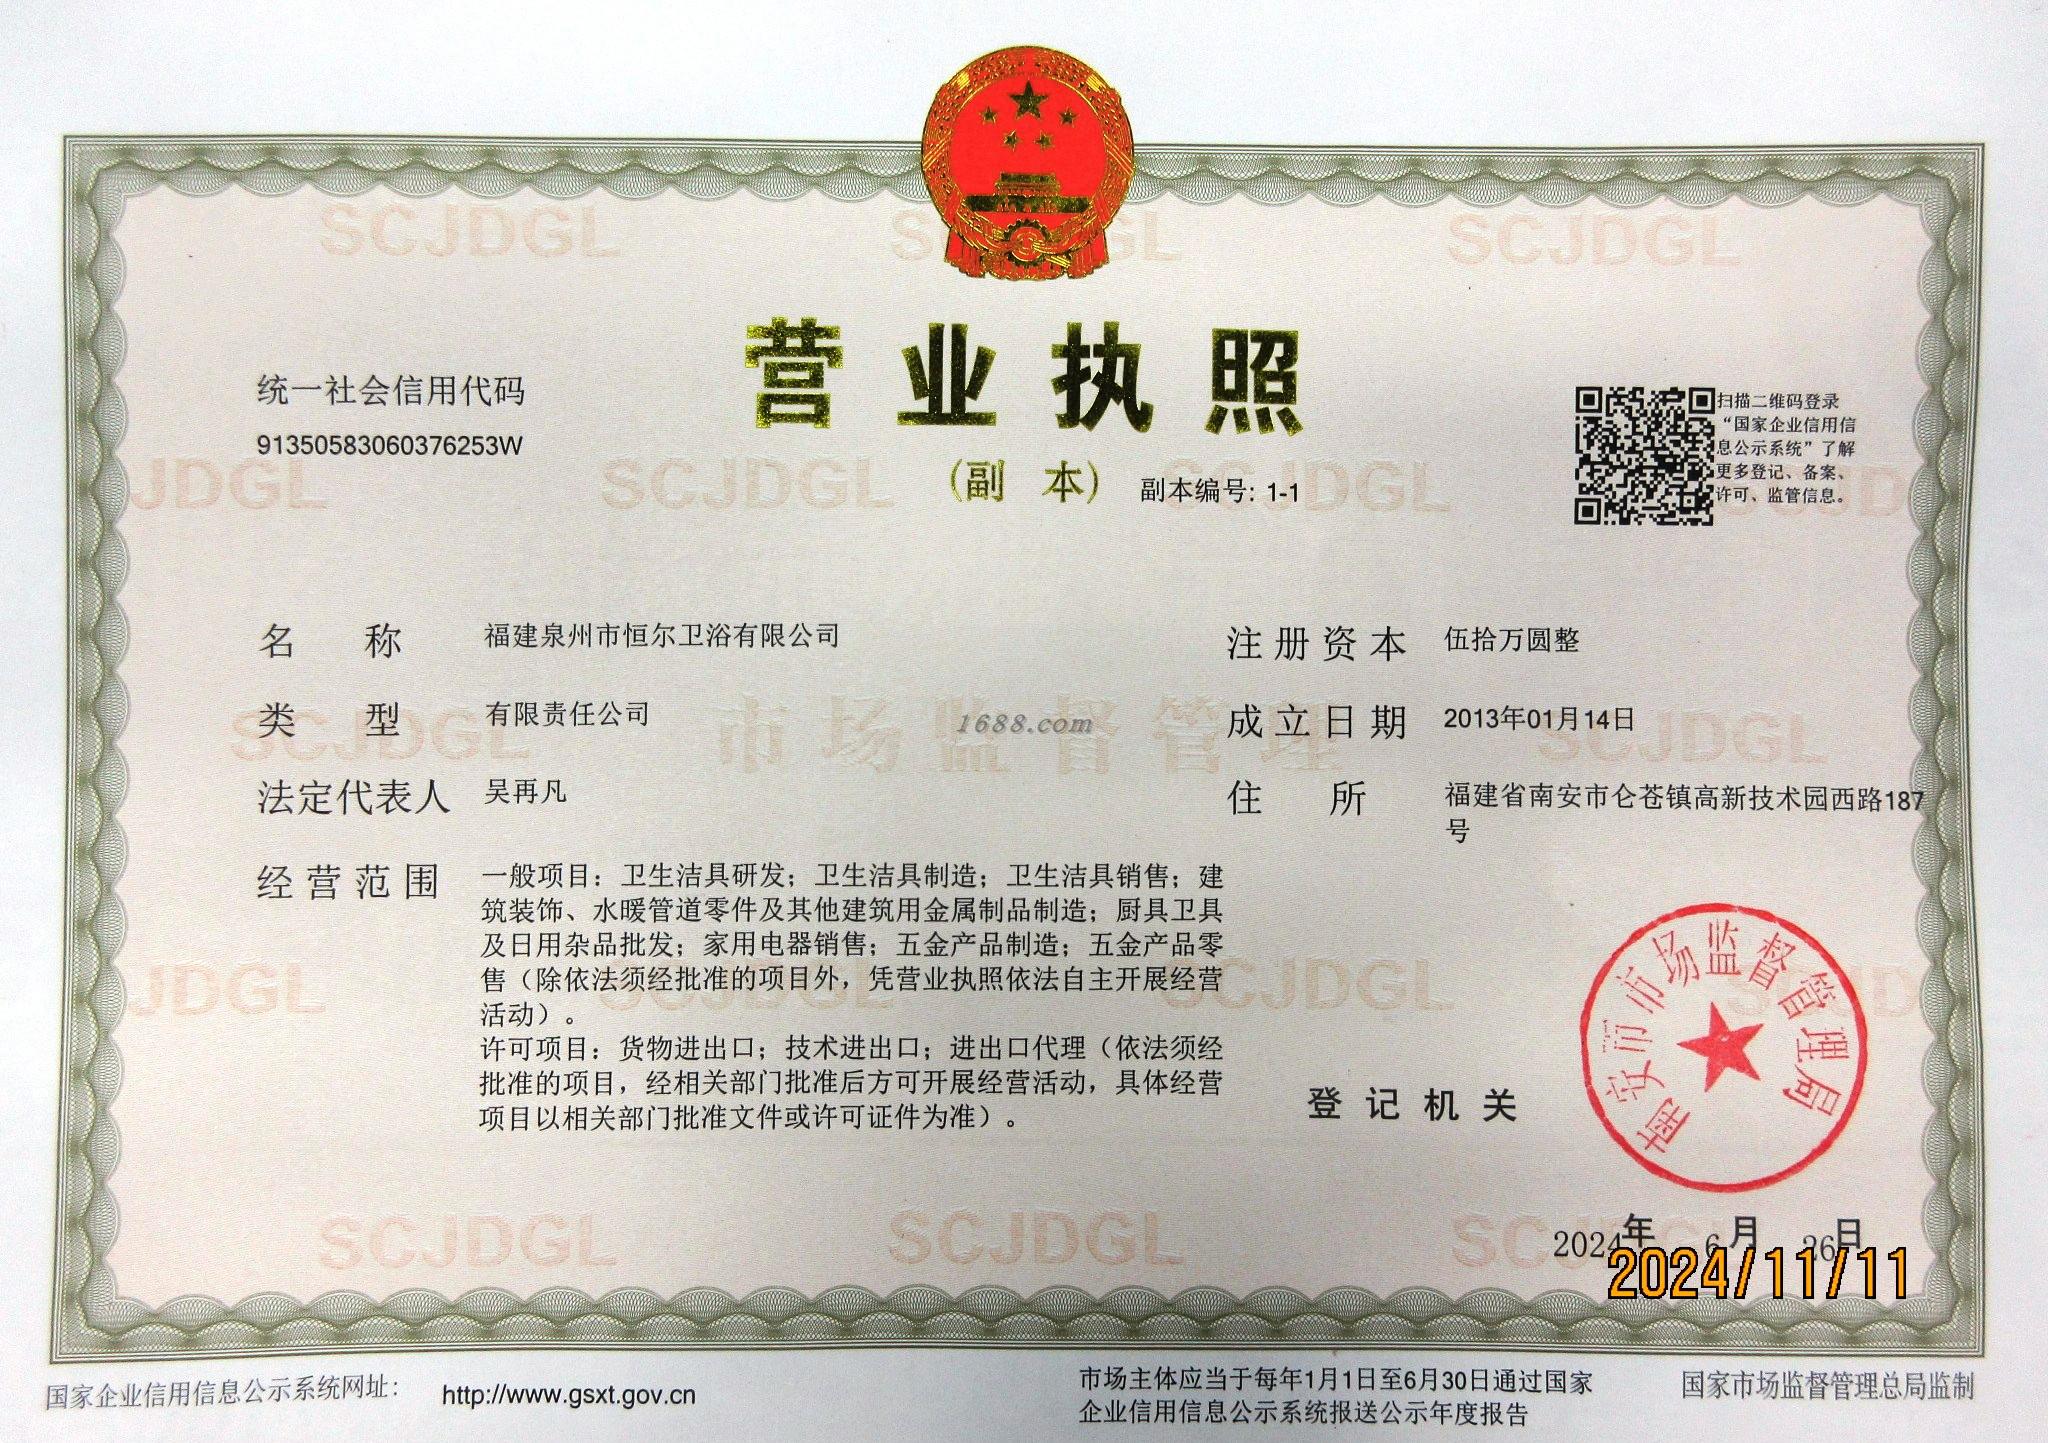 营业执照
(副 本) 副本编号: 1-1
统一社会信用代码
91350583060376253W
扫描二维码登录
“国家企业信用信
息公示系统”了解
更多登记、备案、
许可、监管信息。
名 称 福建泉州市恒尔卫浴有限公司
类 型 有限责任公司
法定代表人 吴再凡
经营范围 一般项目：卫生洁具研发；卫生洁具制造；卫生洁具销售；建
筑装饰、水暖管道零件及其他建筑用金属制品制造；厨具卫具
及日用杂品批发；家用电器销售；五金产品制造；五金产品零
售（除依法须经批准的项目外，凭营业执照依法自主开展经营
活动）。
许可项目：货物进出口；技术进出口；进出口代理（依法须经
批准的项目，经相关部门批准后方可开展经营活动，具体经营
项目以相关部门批准文件或许可证件为准）。
注册资本 伍拾万圆整
成立日期 2013年01月14日
住 所 福建省南安市仑苍镇高新技术园西路187
号
1688.com
市场监督管理
SCJDGL
登记机关
南安市市场监督管理局
2024年 6月 26日
2024/11/11
国家企业信用信息公示系统网址： http://www.gsxt.gov.cn
市场主体应当于每年1月1日至6月30日通过国家
企业信用信息公示系统报送公示年度报告
国家市场监督管理总局监制